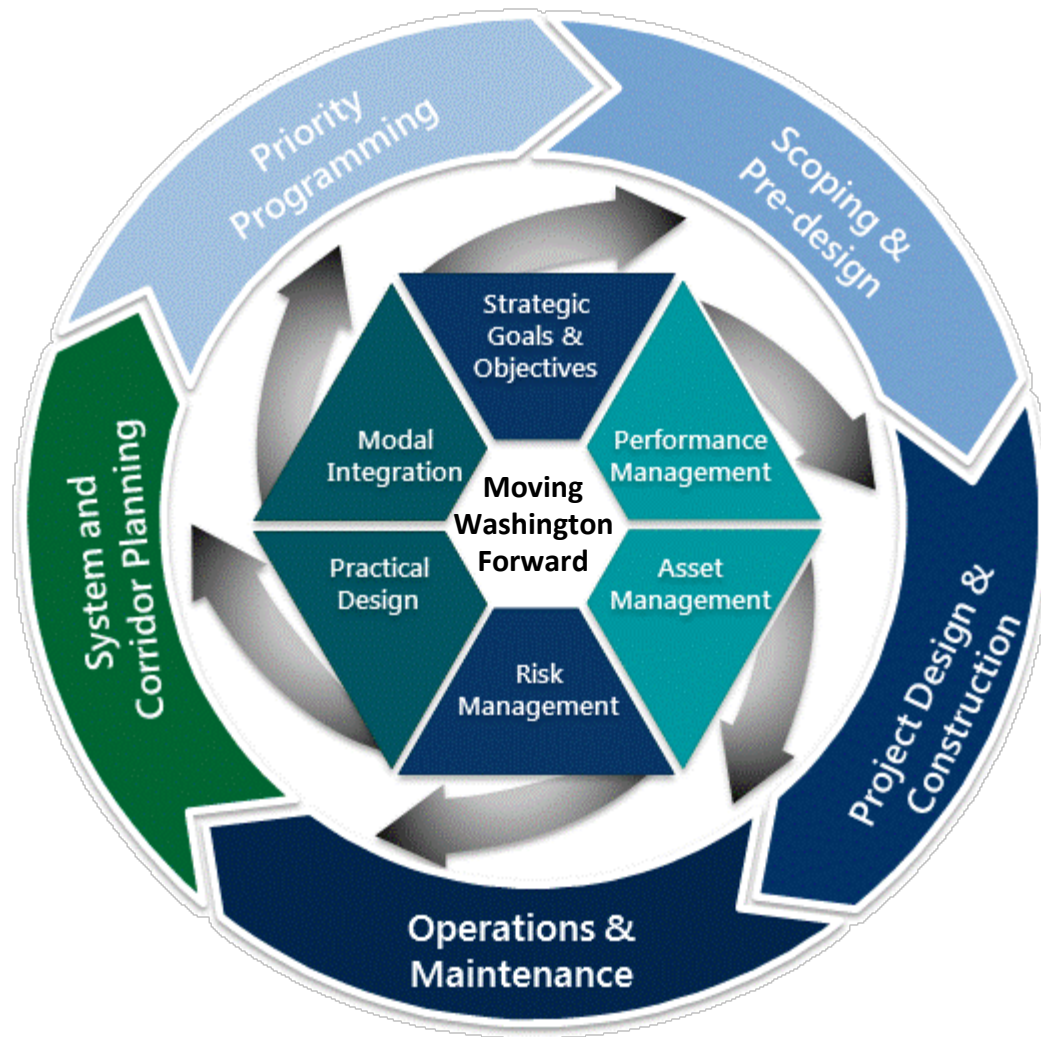 Priority
Programming
Scoping &
Pre-design
Project Design &
Construction
Operations &
Maintenance
System and
Corridor Planning
Strategic
Goals &
Objectives
Performance
Management
Asset
Management
Risk
Management
Practical
Design
Modal
Integration
Moving
Washington
Forward